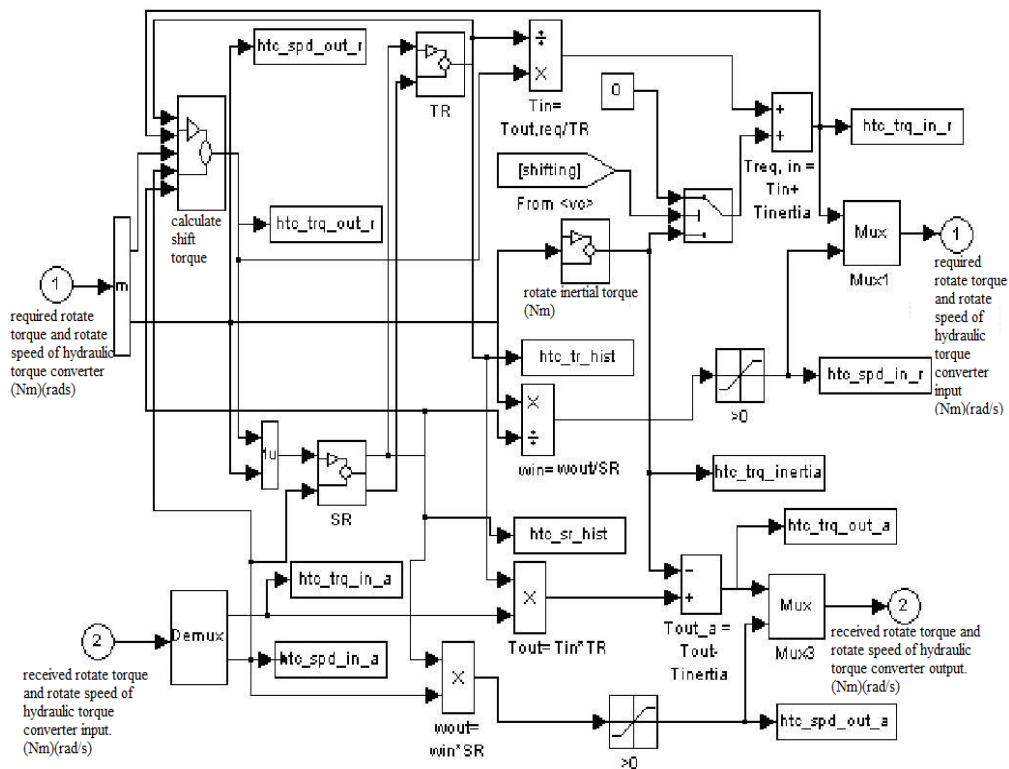 htc_spd_out_r
TR
÷
×
Tin=
Tout,req/TR
0
+
+
Treq, in =
Tin+
Tinertia
htc_trq_in_r
[shifting]
From <vc>
calculate
shift
torque
htc_trq_out_r
rotate inertial torque
(Nm)
Mux
Mux1
1
required
rotate
torque
and rotate
speed of
hydraulic
torque
converter
input
(Nm)(rad/s)
1
m
required rotate
torque and rotate
speed of hydraulic
torque converter
(Nm)(rads)
htc_tr_hist
×
÷
win= wout/SR
>0
htc_spd_in_r
SR
htc_trq_inertia
htc_sr_hist
htc_trq_out_a
htc_trq_in_a
×
Tout= Tin*TR
−
+
Tout_a =
Tout-
Tinertia
Mux
Mux3
2
received rotate torque and
rotate speed of hydraulic
torque converter output.
(Nm)(rad/s)
2
Demux
received rotate torque
and rotate speed of
hydraulic torque
converter input.
(Nm)(rad/s)
htc_spd_in_a
×
wout=
win*SR
>0
htc_spd_out_a